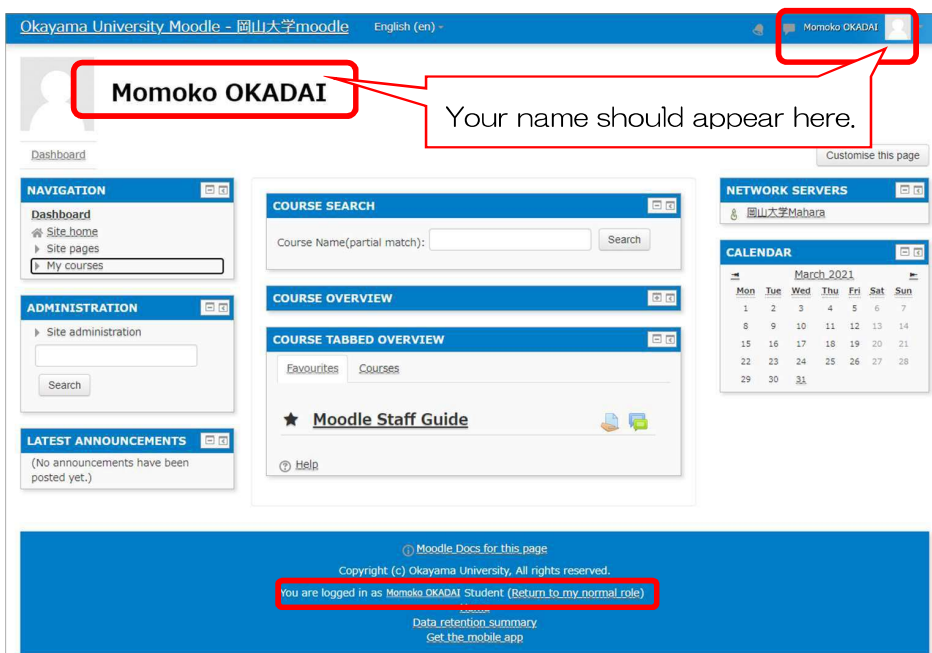 Okayama University Moodle - 岡山大学moodle English (en) Momoko OKADAI
Momoko OKADAI
Your name should appear here.
Dashboard
Customise this page
NAVIGATION
Dashboard
Site home
Site pages
My courses
ADMINISTRATION
Site administration
Search
LATEST ANNOUNCEMENTS
(No announcements have been
posted yet.)
COURSE SEARCH
Course Name(partial match): Search
COURSE OVERVIEW
COURSE TABBED OVERVIEW
Favourites Courses
Moodle Staff Guide
Help
NETWORK SERVERS
岡山大学Mahara
CALENDAR
◄ March 2021 ►
Mon Tue Wed Thu Fri Sat Sun
1 2 3 4 5 6 7
8 9 10 11 12 13 14
15 16 17 18 19 20 21
22 23 24 25 26 27 28
29 30 31
Moodle Docs for this page
Copyright (c) Okayama University, All rights reserved.
You are logged in as Momoko OKADAI Student (Return to my normal role)
Home
Data retention summary
Get the mobile app